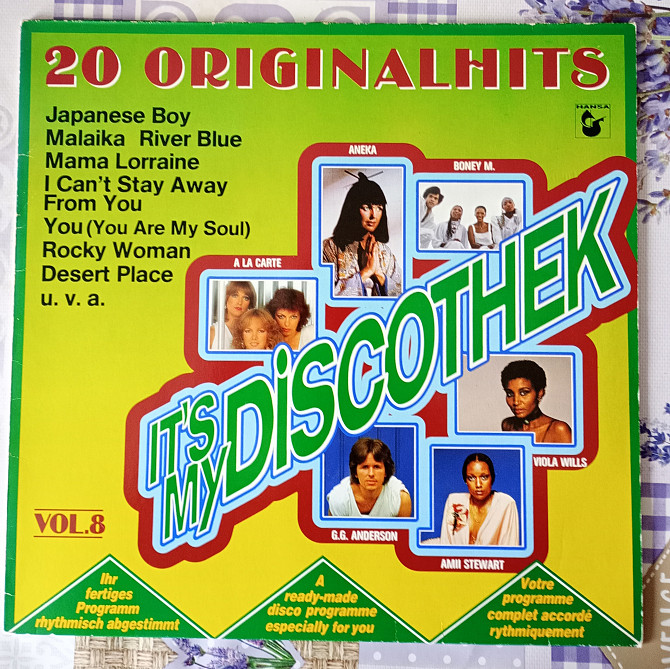 20 ORIGINALHITS
HANSA
Japanese Boy
Malaika River Blue
Mama Lorraine
I Can't Stay Away
From You
You (You Are My Soul)
Rocky Woman
Desert Place
u. v. a.
ANEKA
BONEY M.
A LA CARTE
IT'S
MY DiSCOTHEK
VIOLA WILLS
G.G. ANDERSON
AMII STEWART
VOL.8
Ihr
fertiges
Programm
rhythmisch abgestimmt
A
ready-made
disco programme
especially for you
Votre
programme
complet accordé
rythmiquement